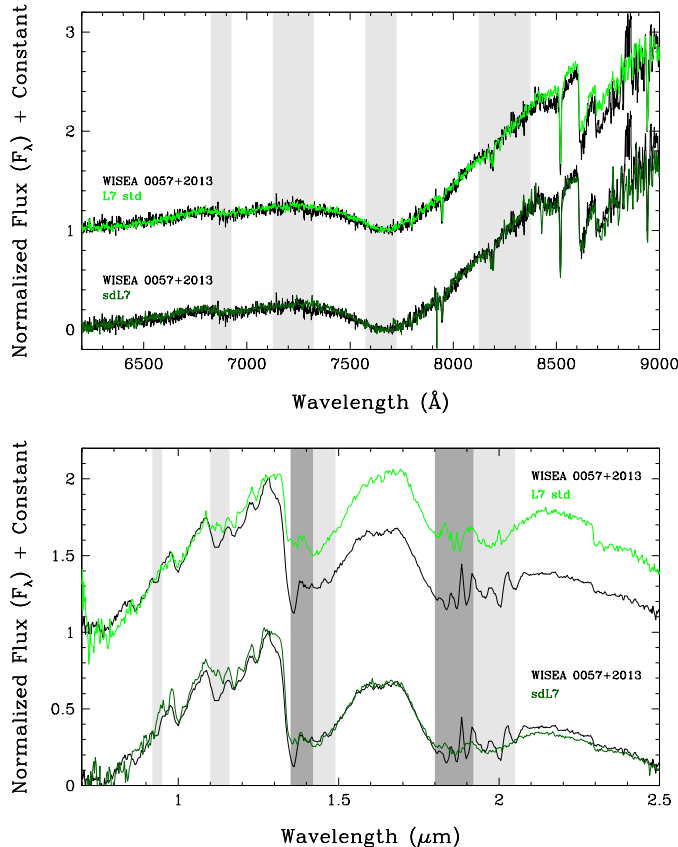 Normalized Flux (Fλ) + Constant
3
2
1
0
WISEA 0057+2013
L7 std
WISEA 0057+2013
sdL7
6500 7000 7500 8000 8500 9000
Wavelength (Å)
Normalized Flux (Fλ) + Constant
2
1.5
1
0.5
0
WISEA 0057+2013
L7 std
WISEA 0057+2013
sdL7
1 1.5 2 2.5
Wavelength (μm)